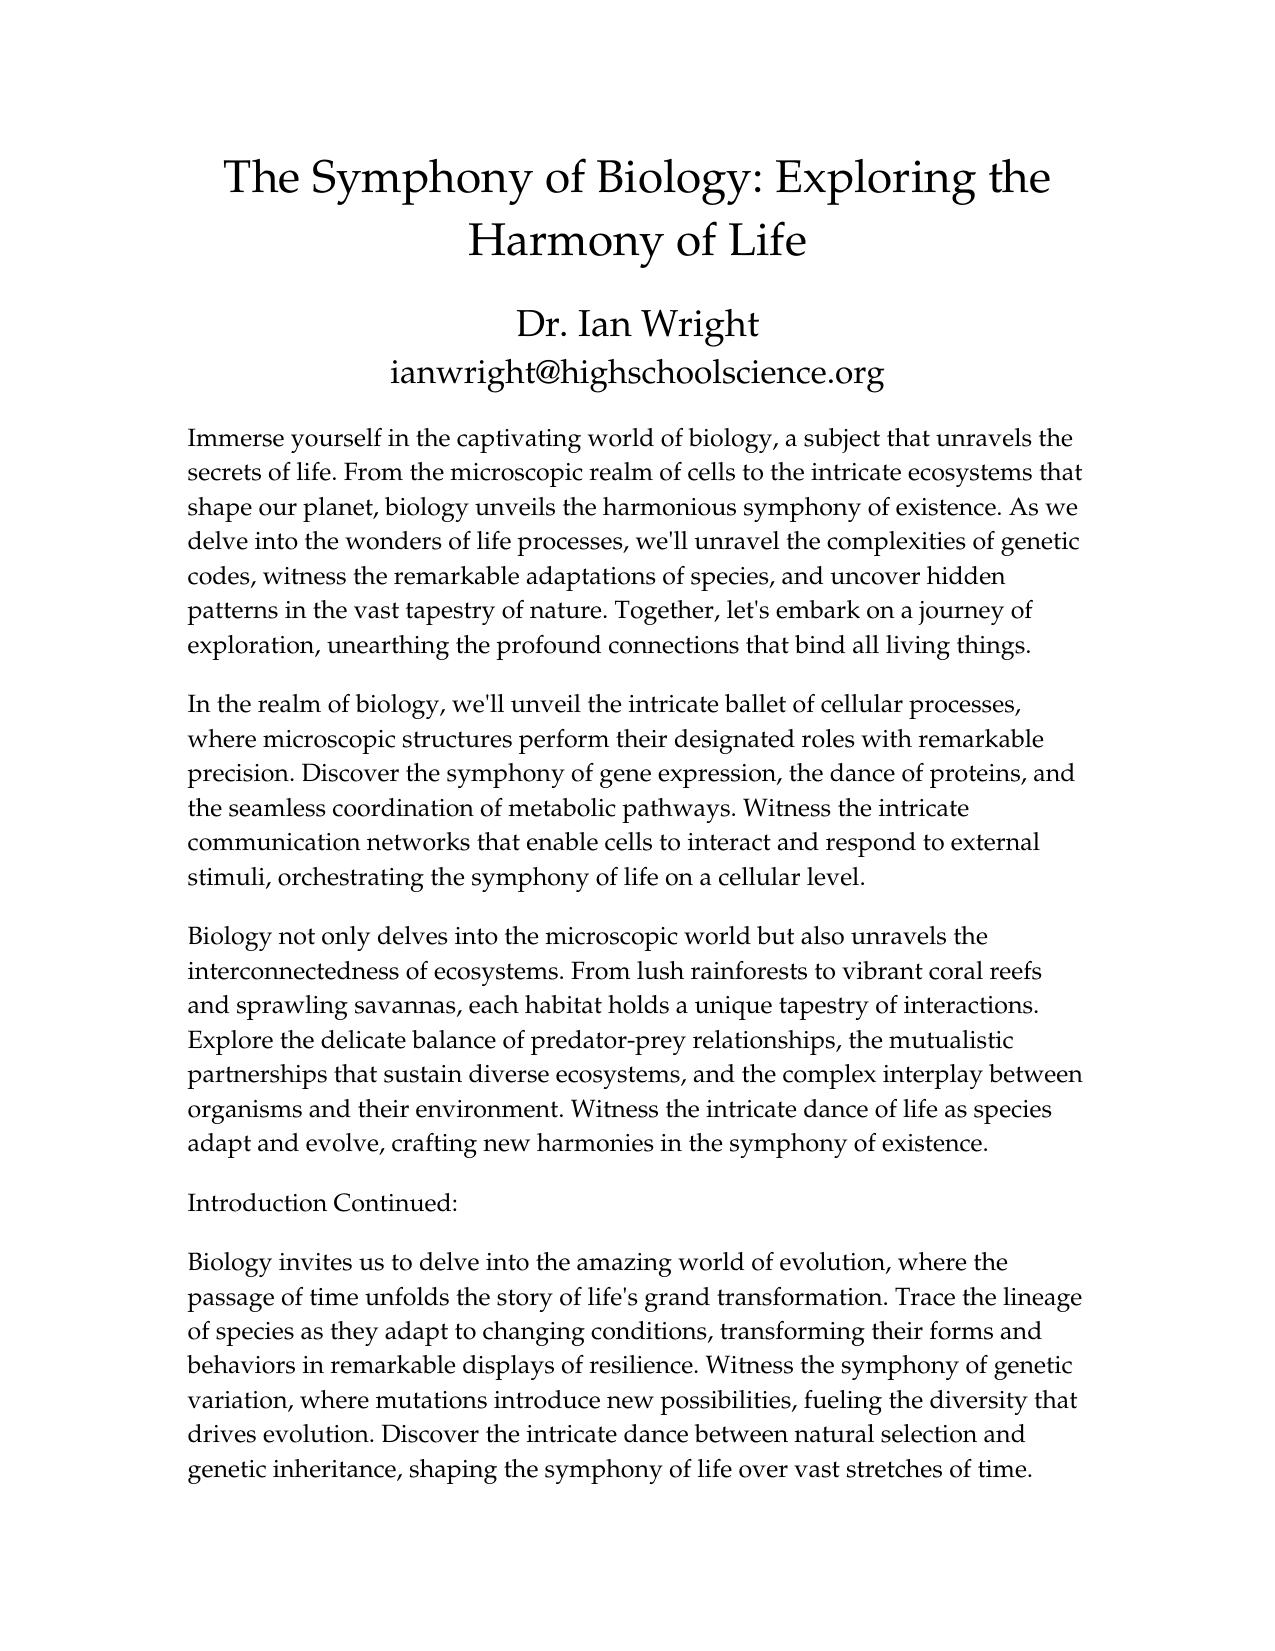 The Symphony of Biology: Exploring the
Harmony of Life
Dr. Ian Wright
ianwright@highschoolscience.org
Immerse yourself in the captivating world of biology, a subject that unravels the
secrets of life. From the microscopic realm of cells to the intricate ecosystems that
shape our planet, biology unveils the harmonious symphony of existence. As we
delve into the wonders of life processes, we'll unravel the complexities of genetic
codes, witness the remarkable adaptations of species, and uncover hidden
patterns in the vast tapestry of nature. Together, let's embark on a journey of
exploration, unearthing the profound connections that bind all living things.
In the realm of biology, we'll unveil the intricate ballet of cellular processes,
where microscopic structures perform their designated roles with remarkable
precision. Discover the symphony of gene expression, the dance of proteins, and
the seamless coordination of metabolic pathways. Witness the intricate
communication networks that enable cells to interact and respond to external
stimuli, orchestrating the symphony of life on a cellular level.
Biology not only delves into the microscopic world but also unravels the
interconnectedness of ecosystems. From lush rainforests to vibrant coral reefs
and sprawling savannas, each habitat holds a unique tapestry of interactions.
Explore the delicate balance of predator-prey relationships, the mutualistic
partnerships that sustain diverse ecosystems, and the complex interplay between
organisms and their environment. Witness the intricate dance of life as species
adapt and evolve, crafting new harmonies in the symphony of existence.
Introduction Continued:
Biology invites us to delve into the amazing world of evolution, where the
passage of time unfolds the story of life's grand transformation. Trace the lineage
of species as they adapt to changing conditions, transforming their forms and
behaviors in remarkable displays of resilience. Witness the symphony of genetic
variation, where mutations introduce new possibilities, fueling the diversity that
drives evolution. Discover the intricate dance between natural selection and
genetic inheritance, shaping the symphony of life over vast stretches of time.